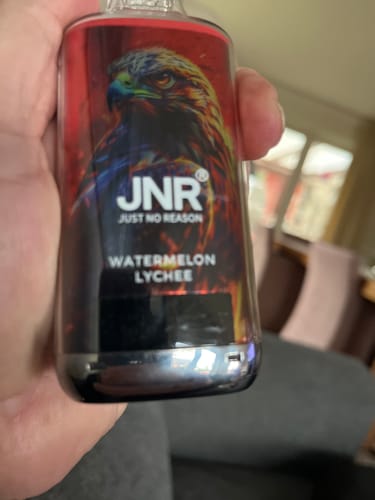 JNR®
JUST NO REASON
WATERMELON
LYCHEE